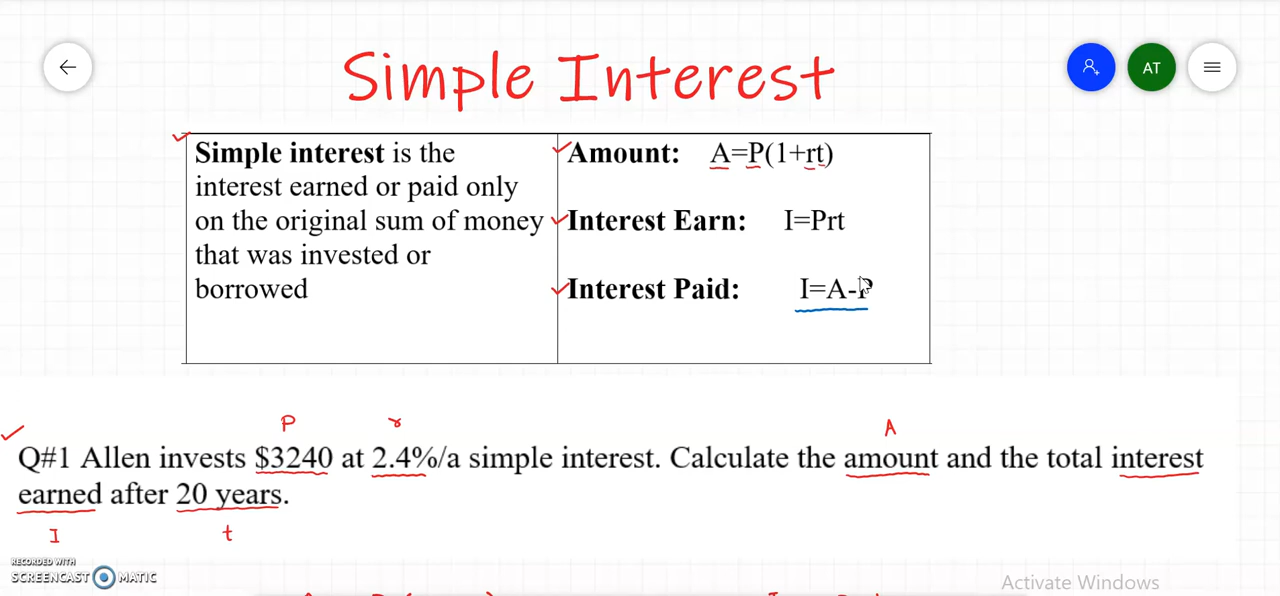 Simple Interest
AT
Simple interest is the
interest earned or paid only
on the original sum of money
that was invested or
borrowed
Amount: A=P(1+rt)
Interest Earn: I=Prt
Interest Paid: I=A-P
P r A
Q#1 Allen invests $3240 at 2.4%/a simple interest. Calculate the amount and the total interest
earned after 20 years.
I t
RECORDED WITH
SCREENCAST MATIC
Activate Windows